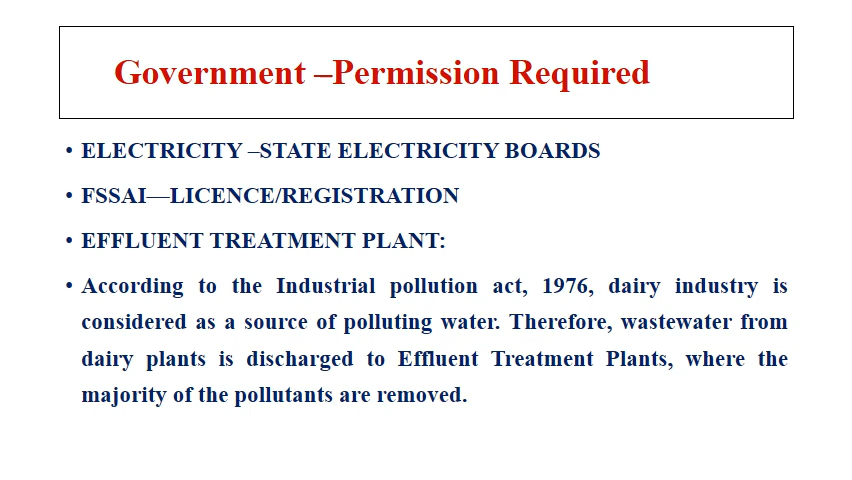 Government –Permission Required
• ELECTRICITY –STATE ELECTRICITY BOARDS
• FSSAI—LICENCE/REGISTRATION
• EFFLUENT TREATMENT PLANT:
• According to the Industrial pollution act, 1976, dairy industry is
considered as a source of polluting water. Therefore, wastewater from
dairy plants is discharged to Effluent Treatment Plants, where the
majority of the pollutants are removed.